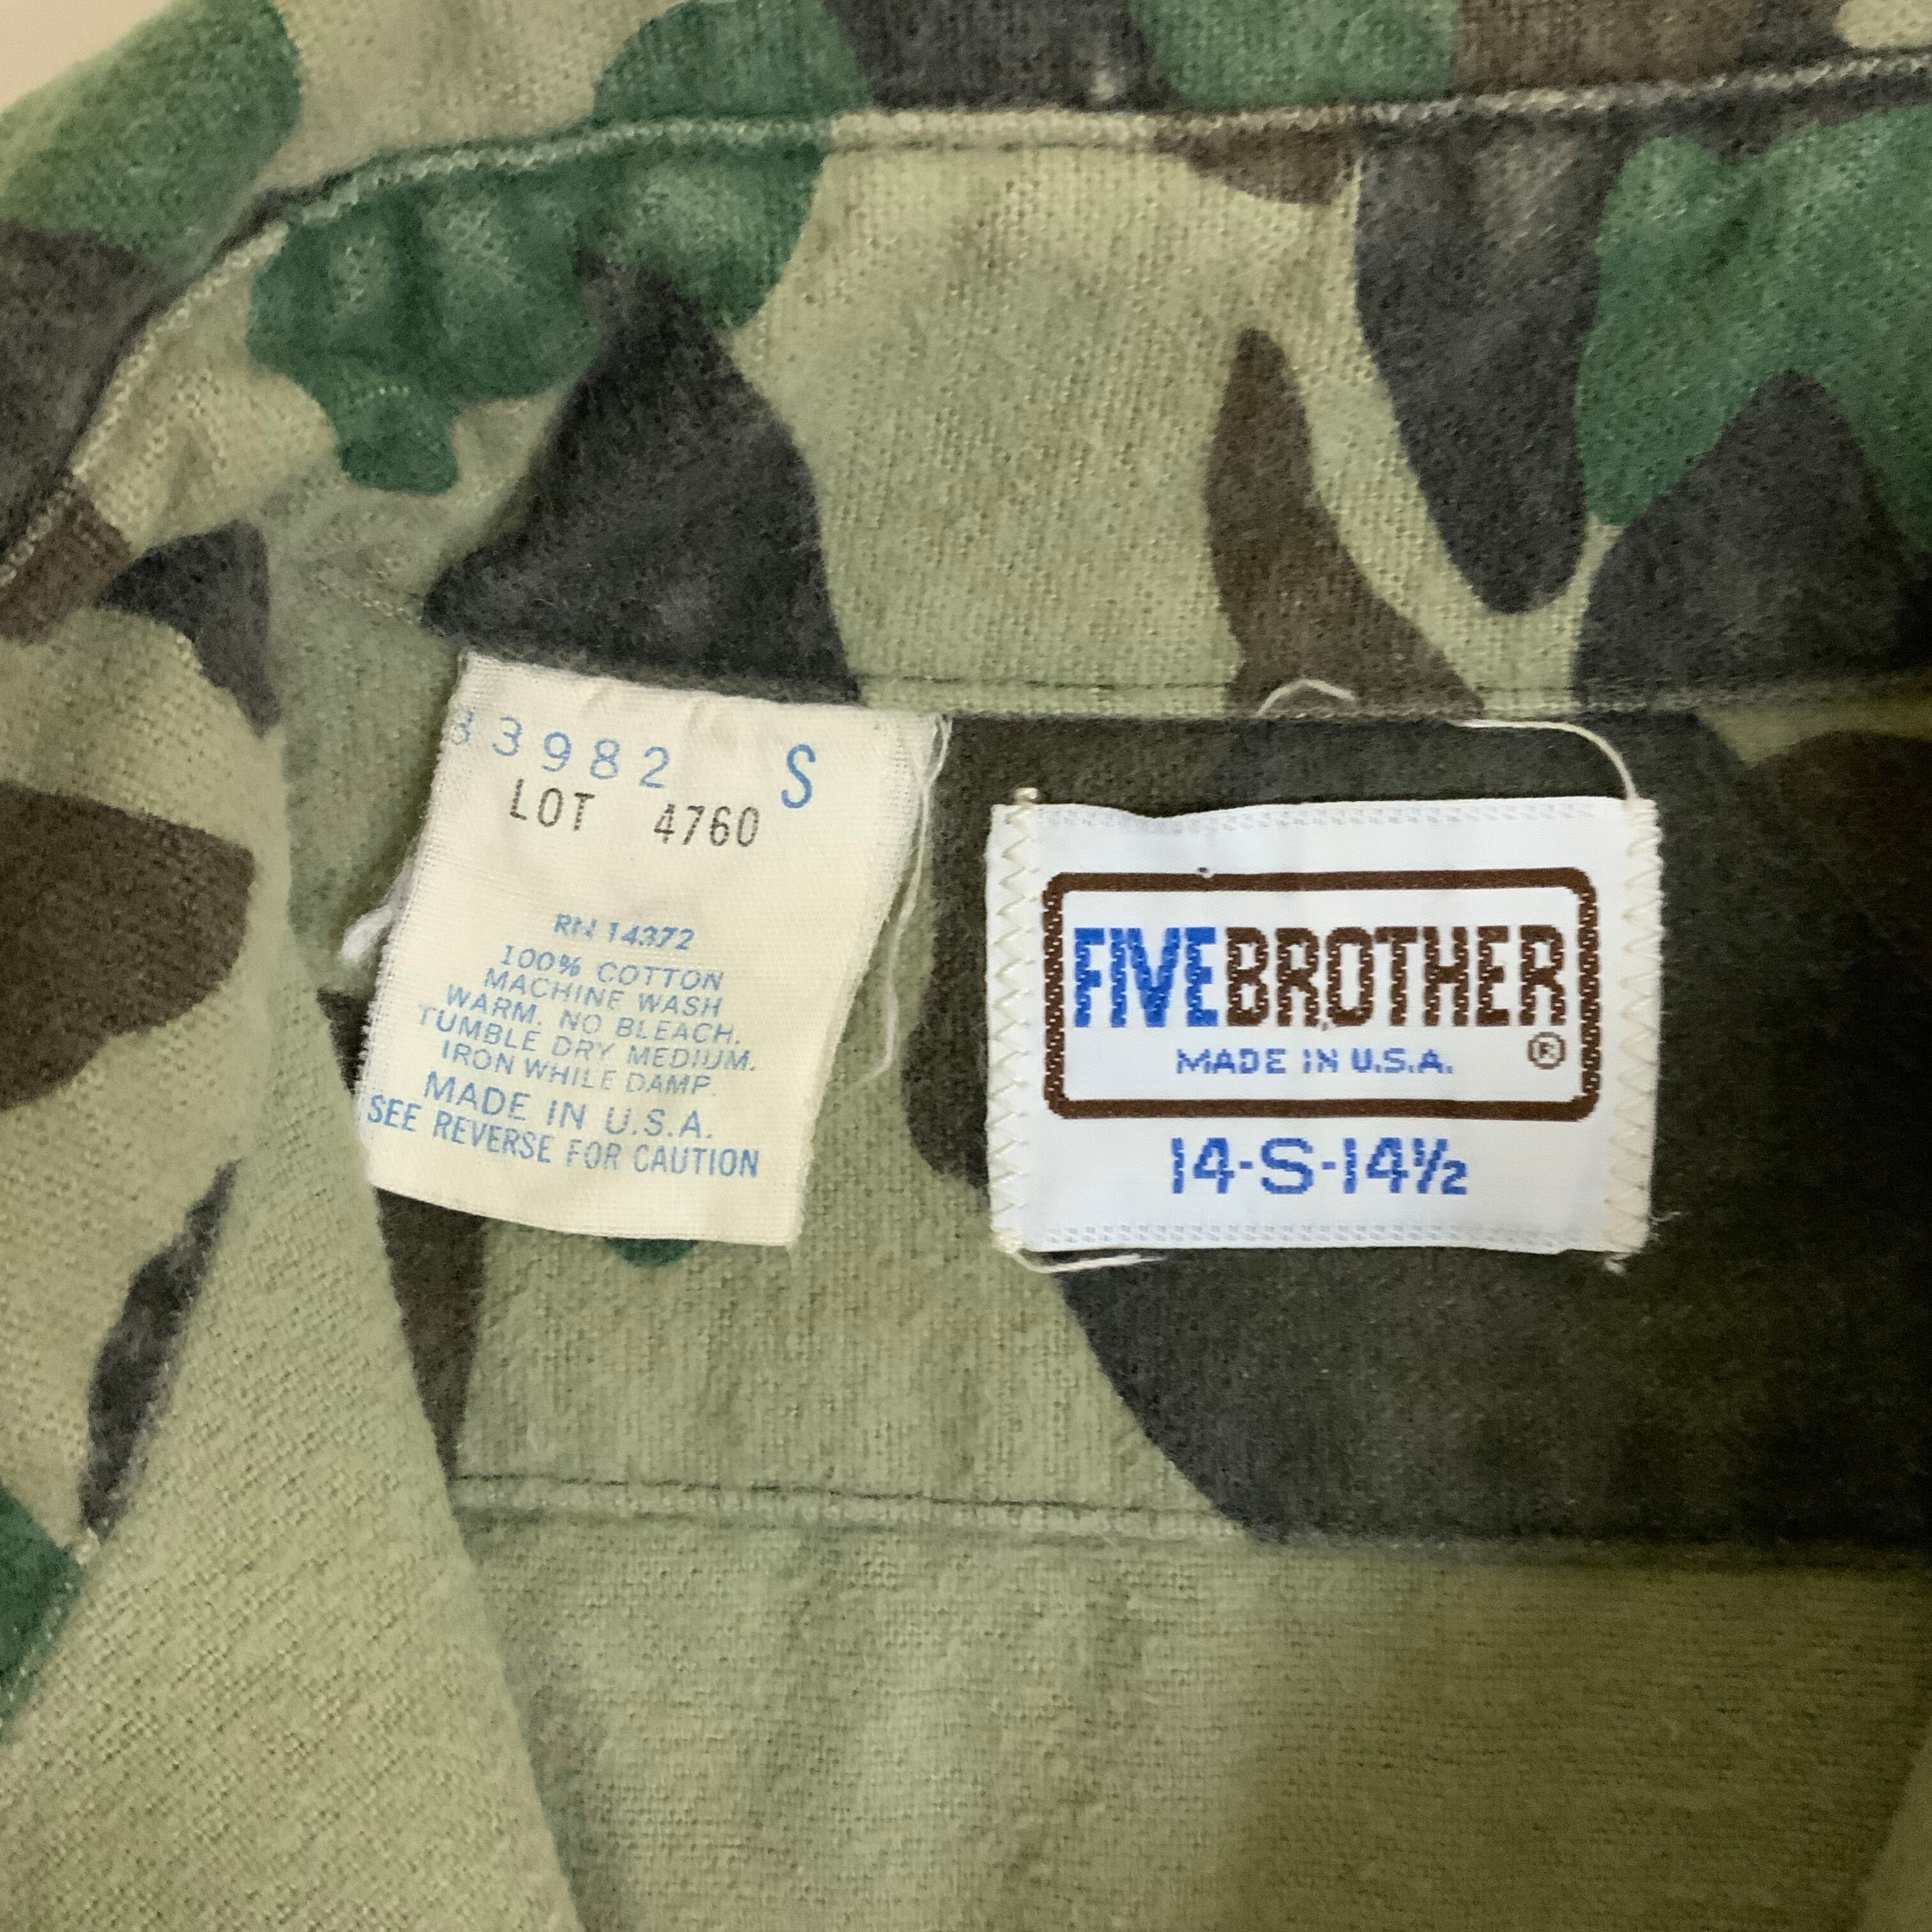 33982 S
LOT 4760
RN 14372
100% COTTON
MACHINE WASH
WARM. NO BLEACH.
TUMBLE DRY MEDIUM.
IRON WHILE DAMP.
MADE IN U.S.A.
SEE REVERSE FOR CAUTION
FIVEBROTHER
MADE IN U.S.A. ®
14-S-14½